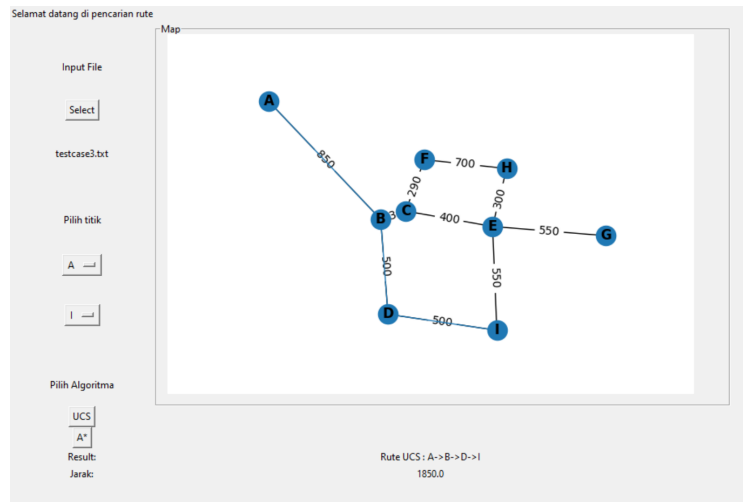 Selamat datang di pencarian rute
Map
Input File
Select
testcase3.txt
Pilih titik
A
I
Pilih Algoritma
UCS
A*
Result:
Jarak:
A
850
F
700
H
290
300
B
3
C
400
E
550
G
500
550
D
500
I
Rute UCS : A->B->D->I
1850.0